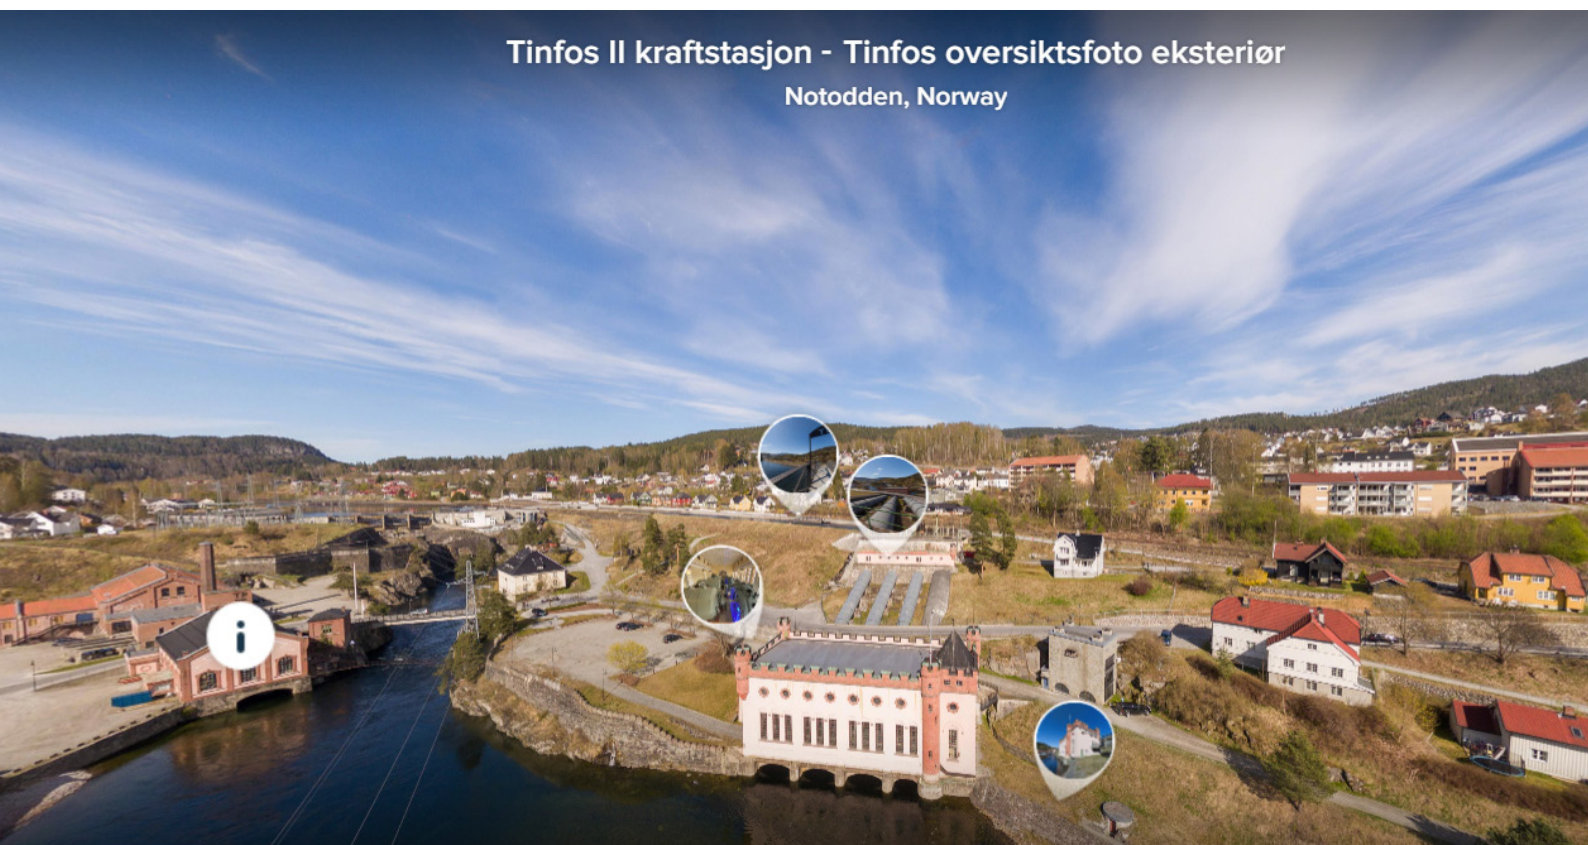 Tinfos II kraftstasjon - Tinfos oversiktsfoto eksteriør
Notodden, Norway
i